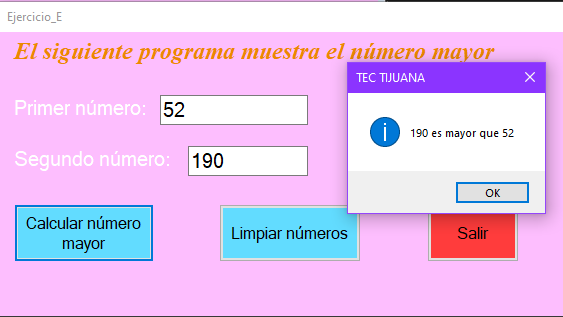 Ejercicio_E
El siguiente programa muestra el número mayor
TEC TIJUANA
190 es mayor que 52
OK
Primer número:
52
Segundo número:
190
Calcular número
mayor
Limpiar números
Salir